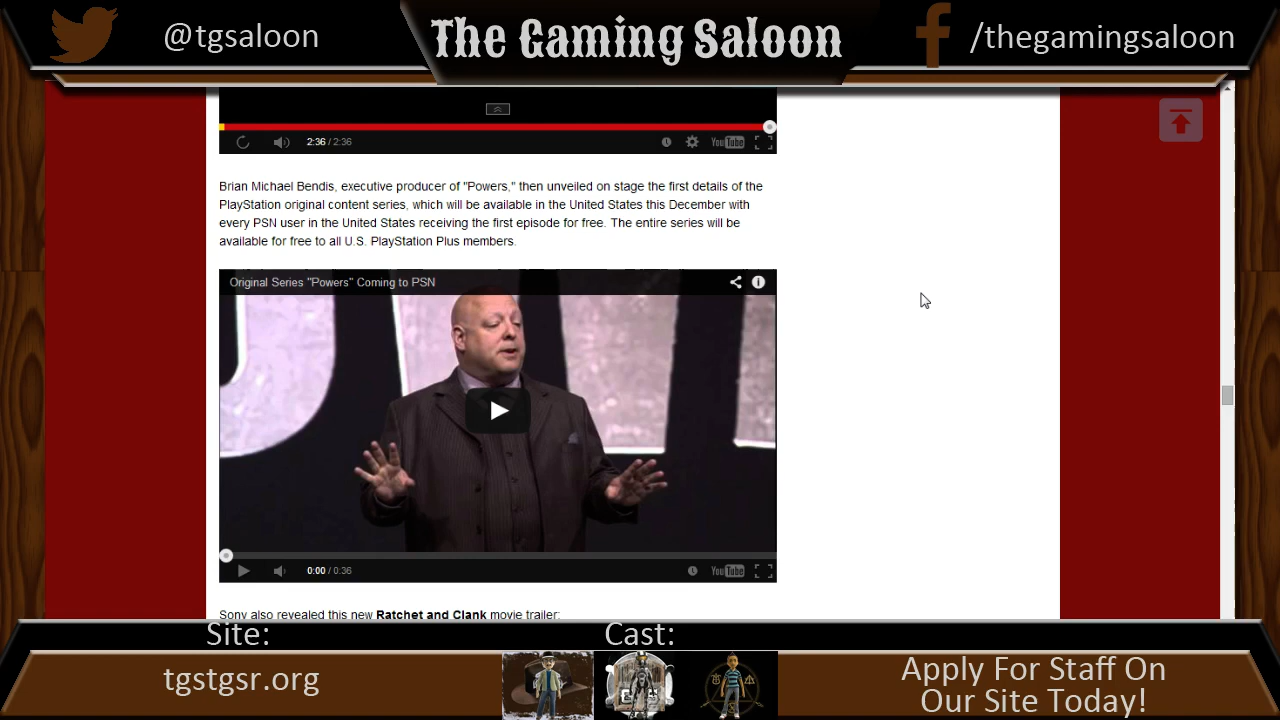 @tgsaloon
The Gaming Saloon
/thegamingsaloon
2:36 / 2:36
YouTube
Brian Michael Bendis, executive producer of "Powers," then unveiled on stage the first details of the
PlayStation original content series, which will be available in the United States this December with
every PSN user in the United States receiving the first episode for free. The entire series will be
available for free to all U.S. PlayStation Plus members.
Original Series "Powers" Coming to PSN
0:00 / 0:36
YouTube
Sony also revealed this new Ratchet and Clank movie trailer:
Site:
Cast:
tgstgsr.org
Apply For Staff On
Our Site Today!